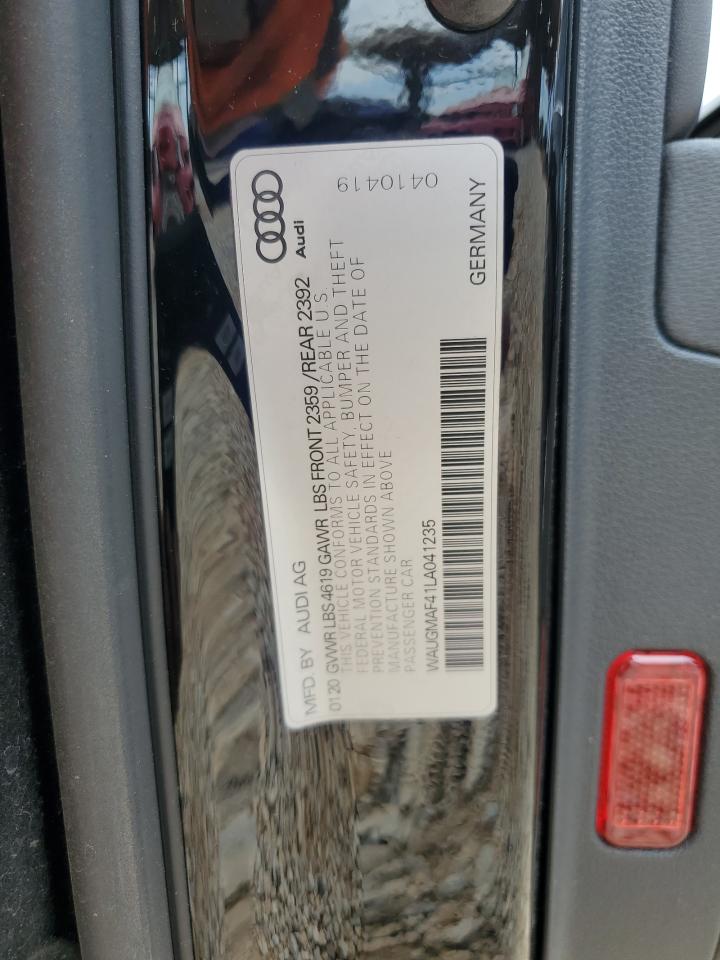 MFD. BY AUDI AG
0120 GVWR LBS 4619 GAWR LBS FRONT 2359 / REAR 2392
THIS VEHICLE CONFORMS TO ALL APPLICABLE U S.
FEDERAL MOTOR VEHICLE SAFETY, BUMPER AND THEFT
PREVENTION STANDARDS IN EFFECT ON THE DATE OF
MANUFACTURE SHOWN ABOVE
PASSENGER CAR
WAUGMAF41LA041235
Audi
0410419
GERMANY